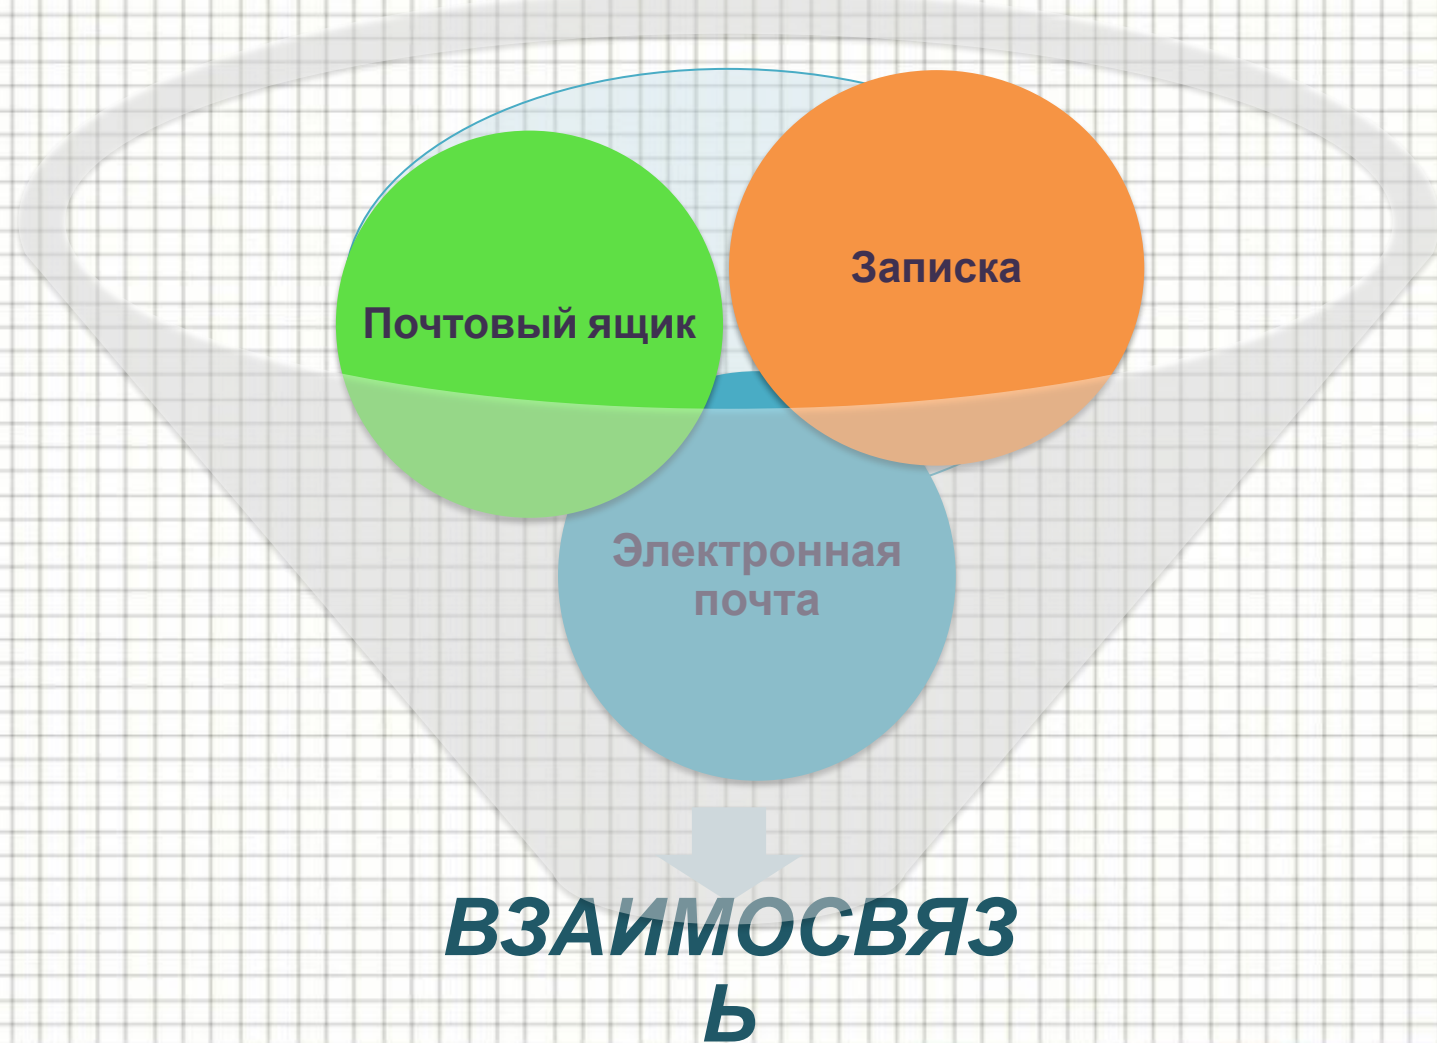 Записка
Почтовый ящик
Электронная
почта
ВЗАИМОСВЯЗ
Ь